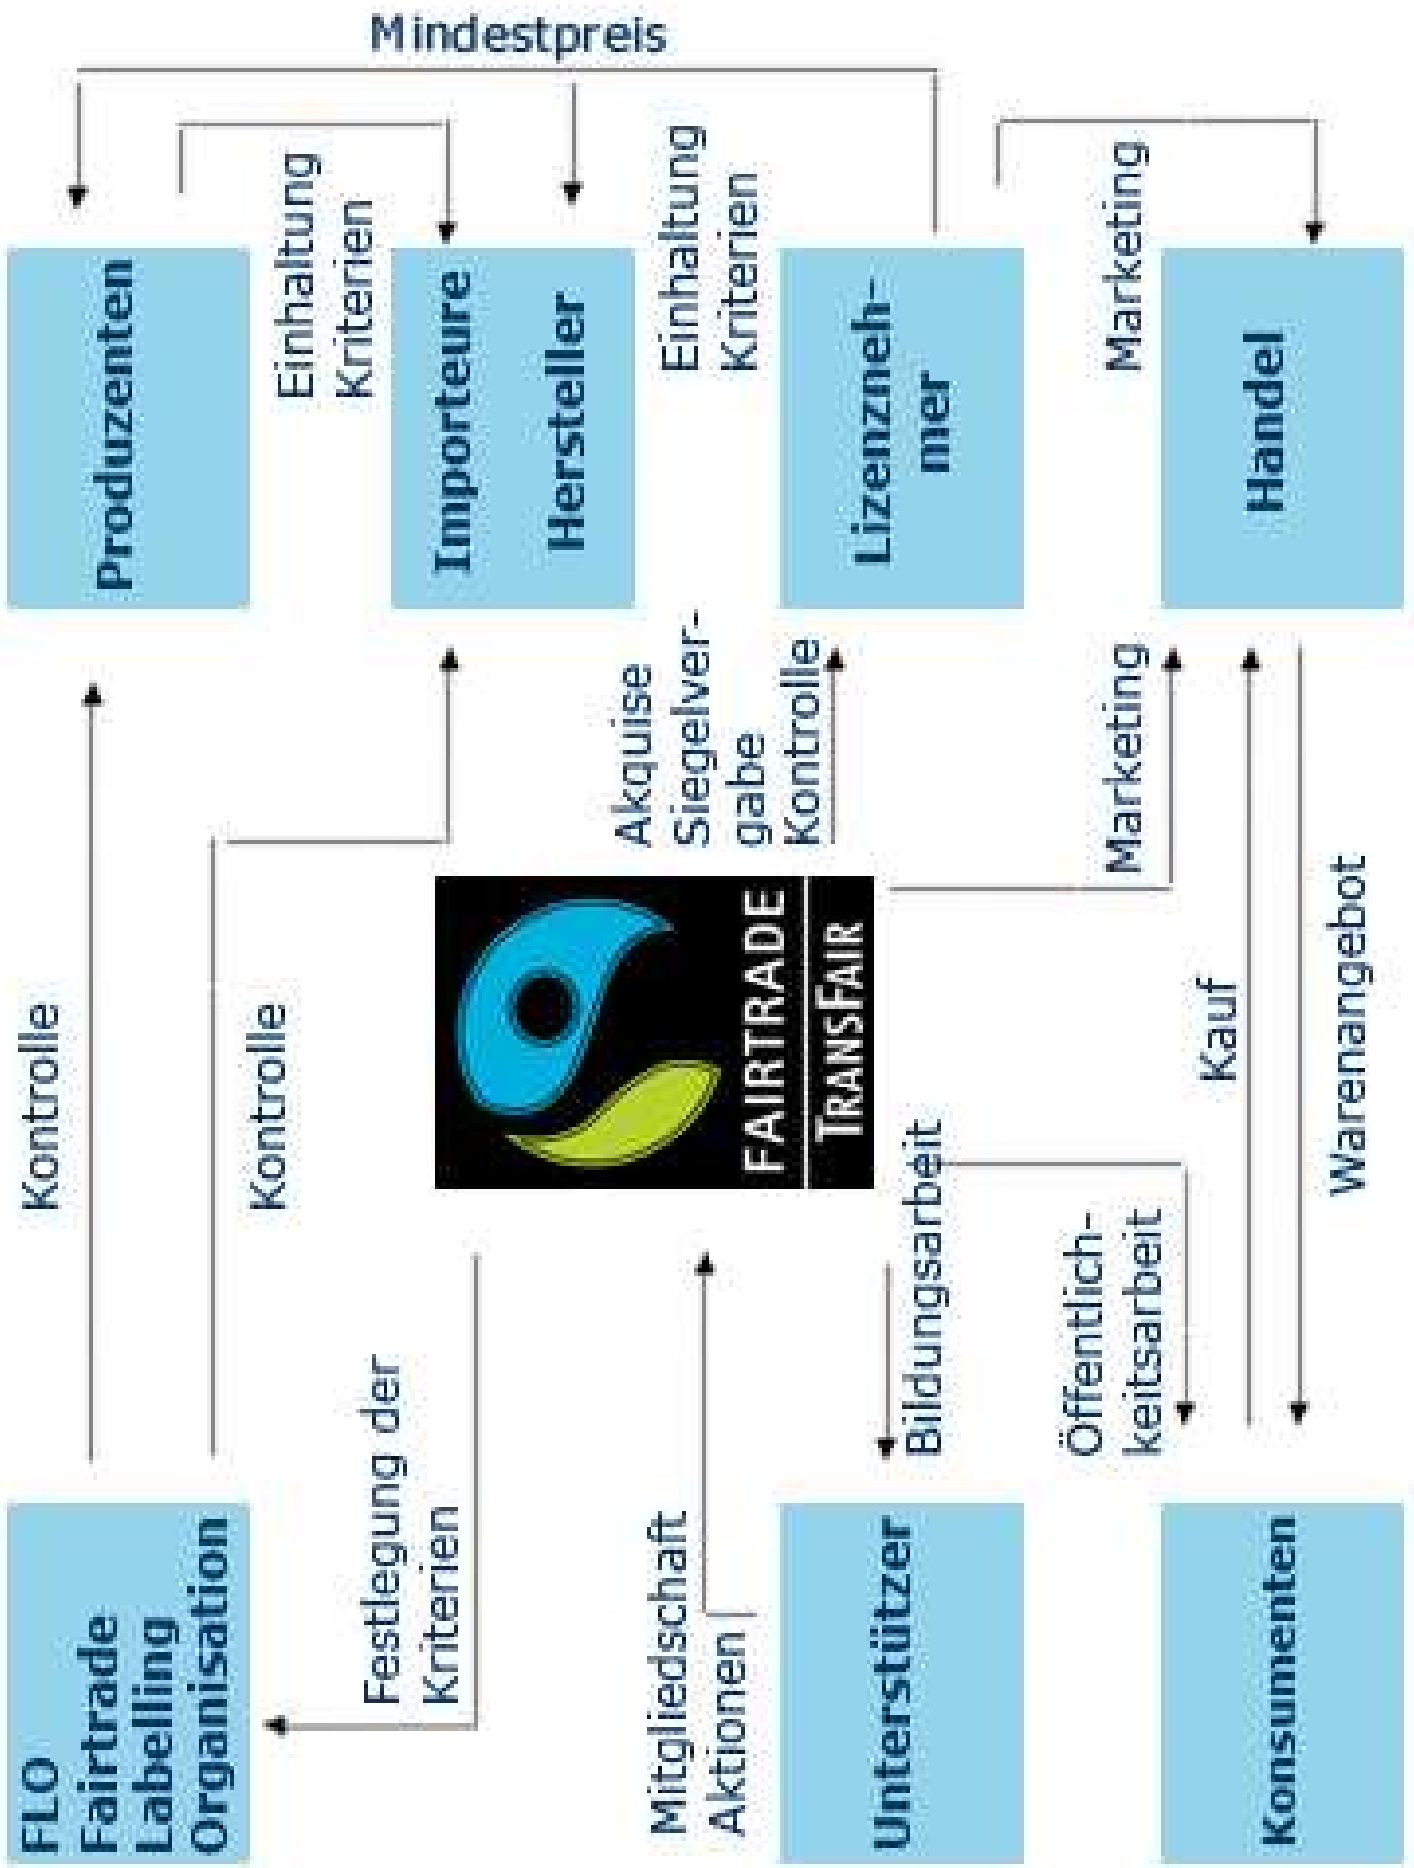 FLO
Fairtrade
Labelling
Organisation
Kontrolle
Kontrolle
Produzenten
Mindestpreis
Einhaltung
Kriterien
Festlegung der
Kriterien
Importeure
Hersteller
FAIRTRADE
TRANSFAIR
Akquise
Siegelver-
gabe
Kontrolle
Einhaltung
Kriterien
Mitgliedschaft
Aktionen
Unterstützer
Bildungsarbeit
Lizenzneh-
mer
Öffentlich-
keitsarbeit
Marketing
Marketing
Konsumenten
Kauf
Warenangebot
Handel